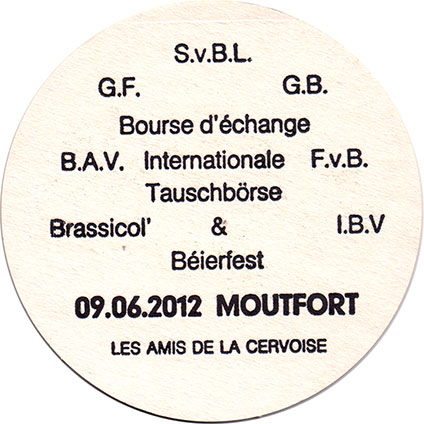 S.v.B.L.
G.F. G.B.
Bourse d'échange
B.A.V. Internationale F.v.B.
Tauschbörse
Brassicol' & I.B.V
Béierfest
09.06.2012 MOUTFORT
LES AMIS DE LA CERVOISE